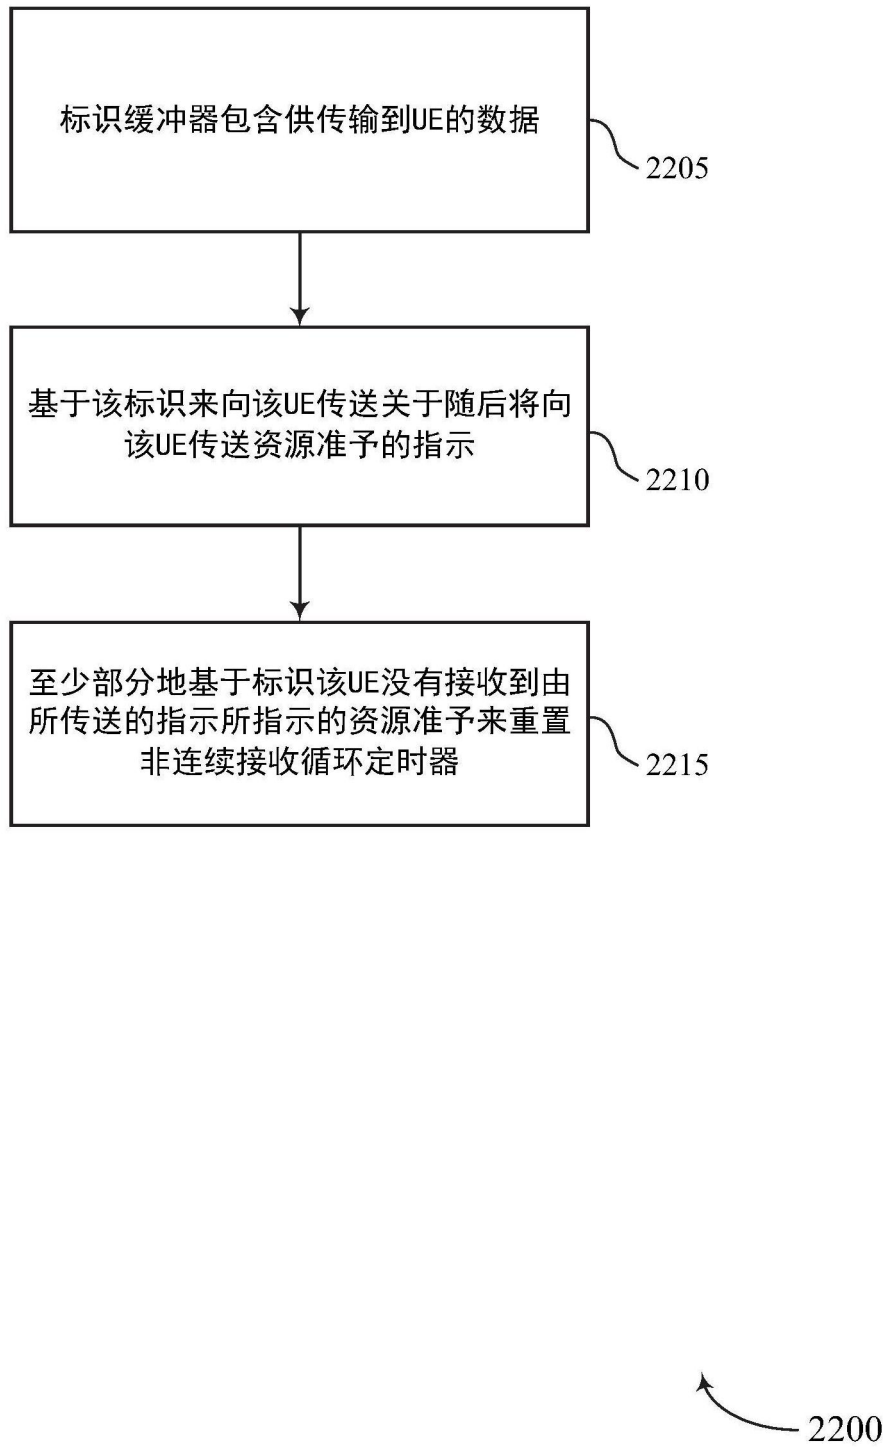 标识缓冲器包含供传输到UE的数据
2205
基于该标识来向该UE传送关于随后将向
该UE传送资源准予的指示
2210
至少部分地基于标识该UE没有接收到由
所传送的指示所指示的资源准予来重置
非连续接收循环定时器
2215
2200